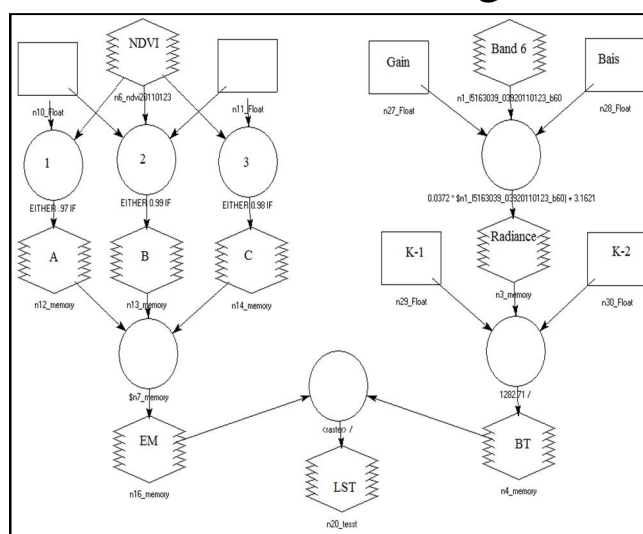 NDVI
n10_Float
n6_ndvi20110123
n11_Float
1
2
3
EITHER .97 IF
EITHER 0.99 IF
EITHER 0.98 IF
A
B
C
n12_memory
n13_memory
n14_memory
$n7_memory
EM
n16_memory
Gain
Band 6
Bais
n27_Float
n1_l5163039_03920110123_b60
n28_Float
0.0372 * $n1_l5163039_03920110123_b60) + 3.1621
K-1
Radiance
K-2
n29_Float
n3_memory
n30_Float
1282.71 /
BT
n4_memory
<raster> /
LST
n20_tesst